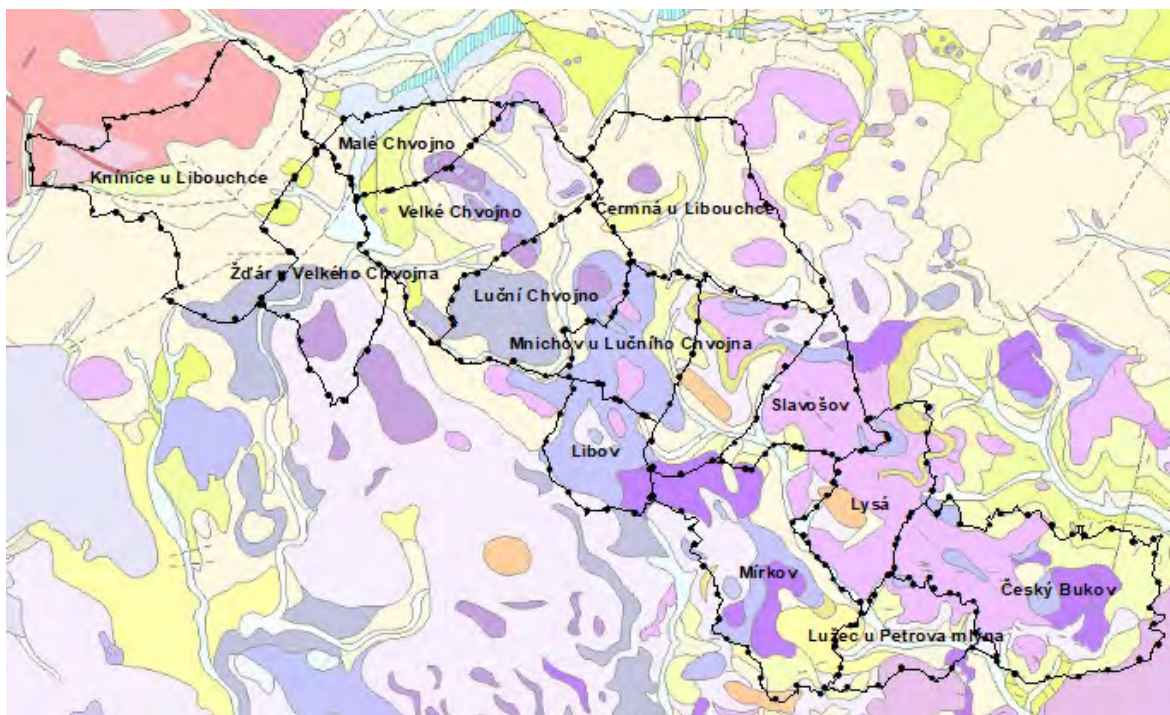 Malé Chvojno
Knínice u Libouchce
Velké Chvojno
Čermná u Libouchce
Žďár u Velkého Chvojna
Luční Chvojno
Mnichov u Lučního Chvojna
Slavošov
Libov
Lysá
Mírkov
Český Bukov
Lužec u Petrova mlýna